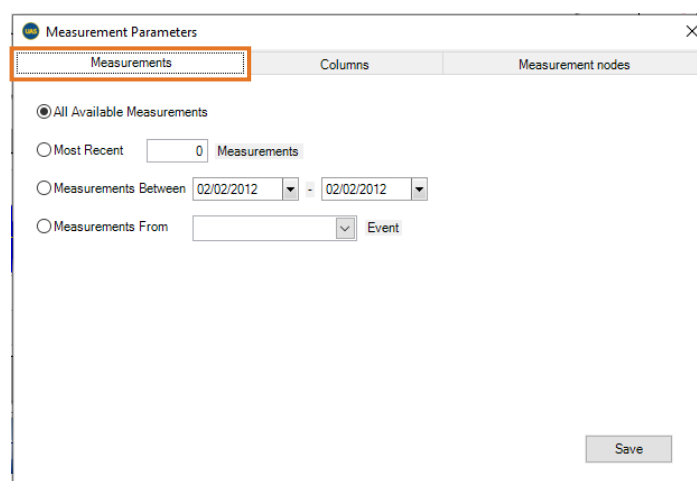 UAS Measurement Parameters
Measurements Columns Measurement nodes
All Available Measurements
Most Recent 0 Measurements
Measurements Between 02/02/2012 - 02/02/2012
Measurements From Event
Save